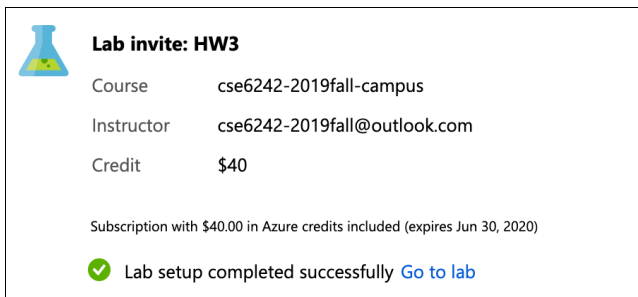 Lab invite: HW3
Course cse6242-2019fall-campus
Instructor cse6242-2019fall@outlook.com
Credit $40
Subscription with $40.00 in Azure credits included (expires Jun 30, 2020)
Lab setup completed successfully Go to lab